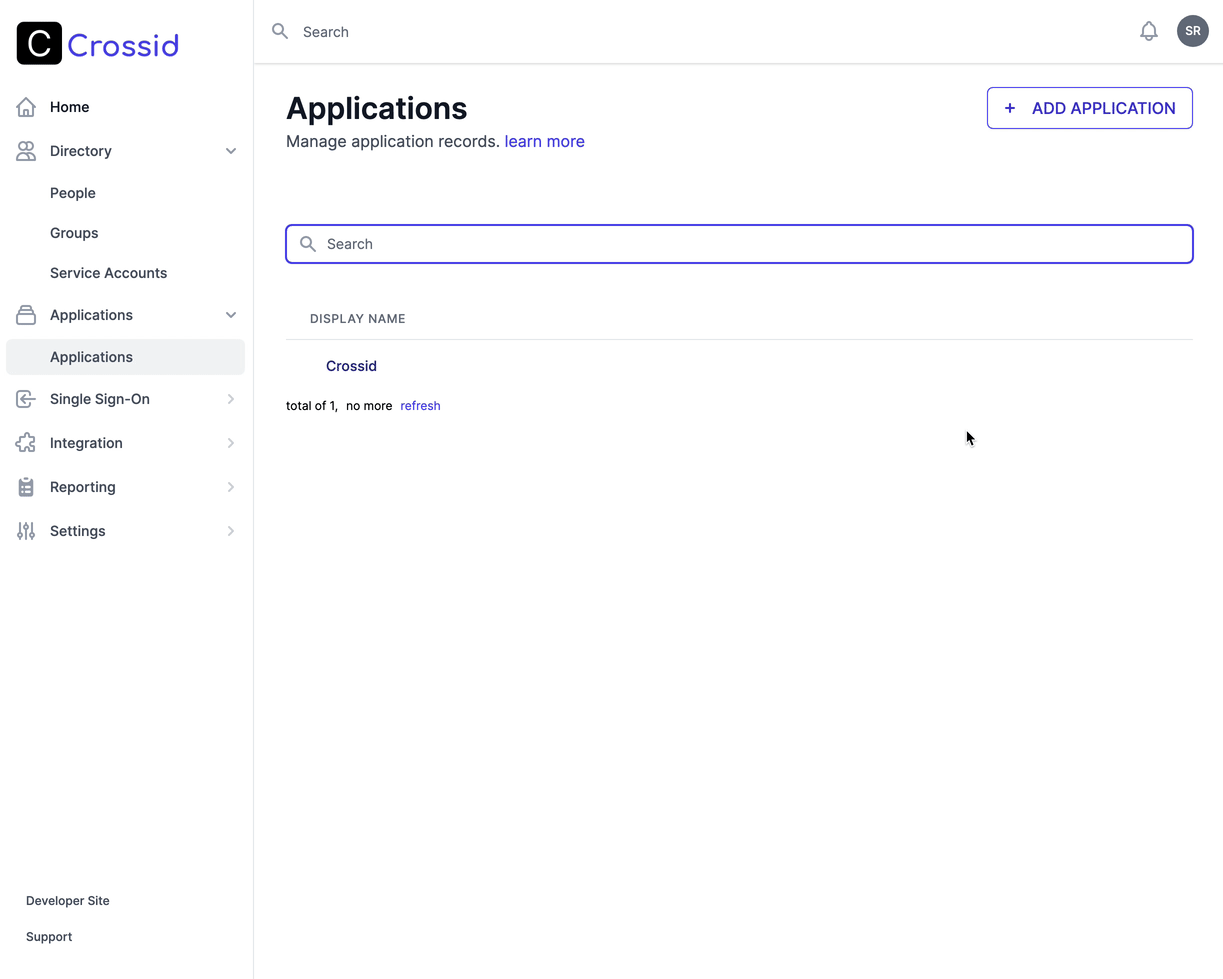 C Crossid
Search
SR
Home
Directory
People
Groups
Service Accounts
Applications
Applications
Single Sign-On
Integration
Reporting
Settings
Developer Site
Support
Applications
+ ADD APPLICATION
Manage application records. learn more
Search
DISPLAY NAME
Crossid
total of 1, no more refresh